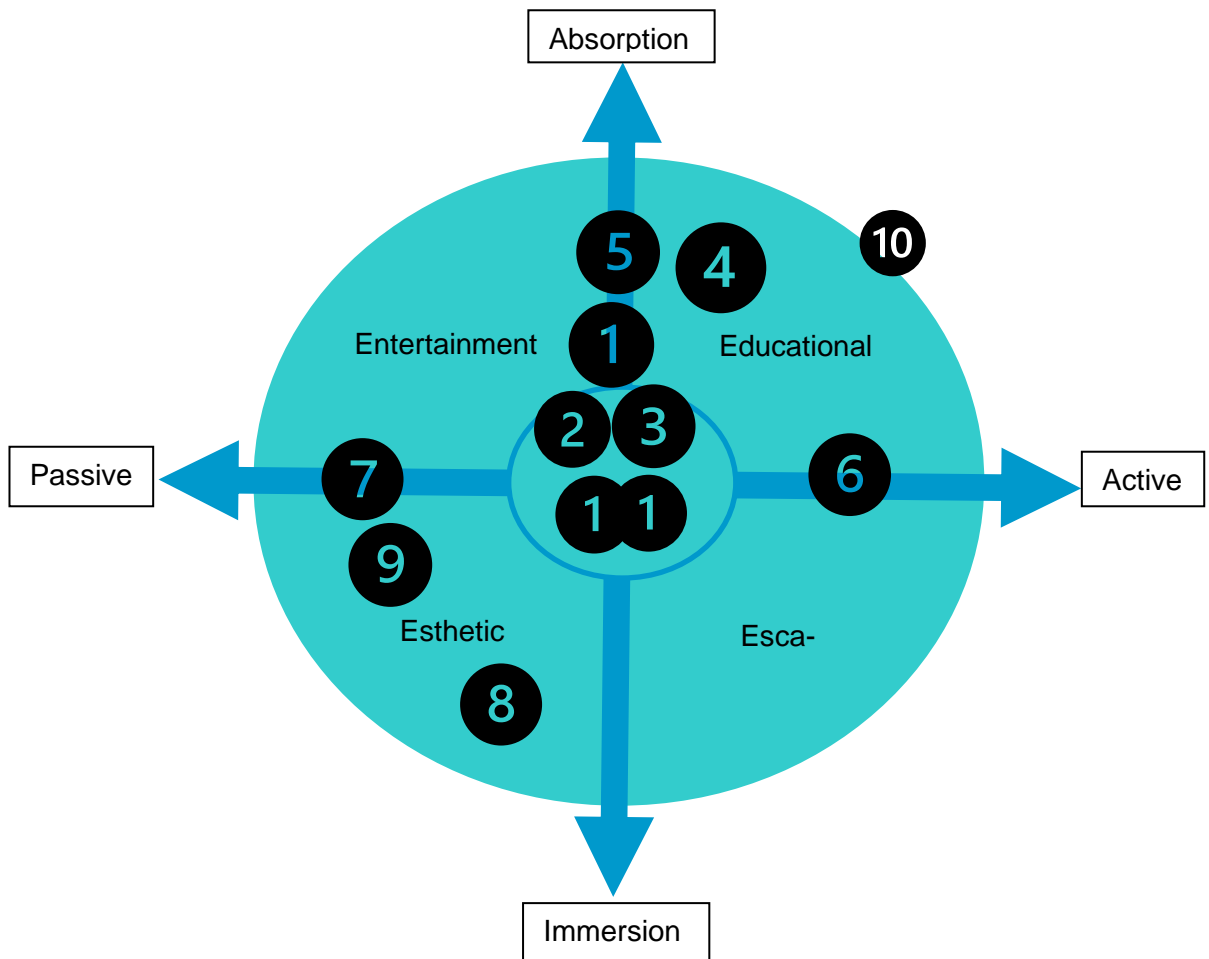 Absorption
10
5
4
1
Entertainment
Educational
2
3
Passive
7
6
Active
1
1
9
Esthetic
Esca-
8
Immersion